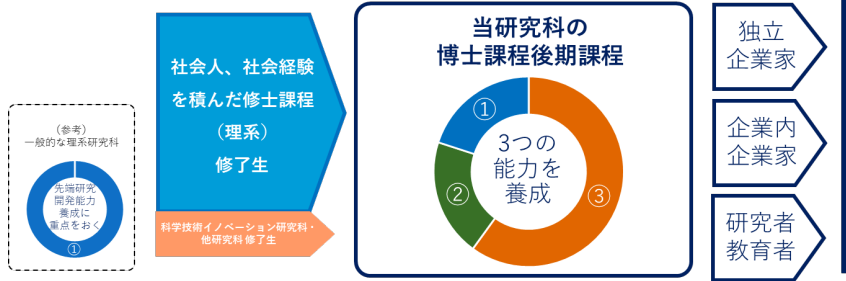 （参考）
一般的な理系研究科
先端研究
開発能力
養成に
重点をおく
①
社会人、社会経験
を積んだ修士課程
（理系）
修了生
科学技術イノベーション研究科・
他研究科 修了生
当研究科の
博士課程後期課程
①
②
③
3つの
能力を
養成
独立
企業家
企業内
企業家
研究者
教育者